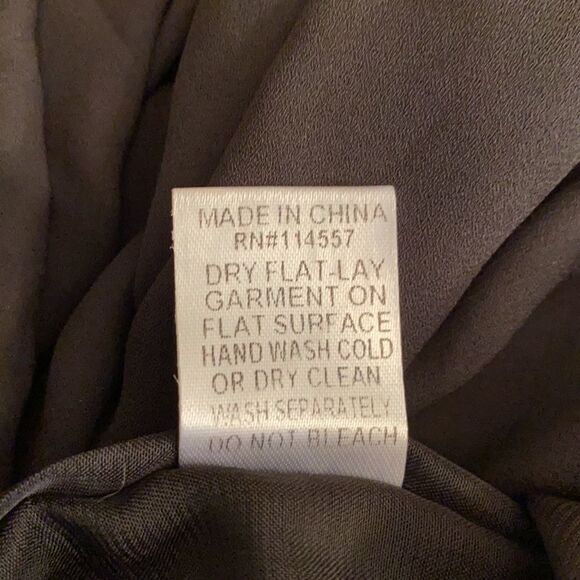 MADE IN CHINA
RN#114557
DRY FLAT-LAY
GARMENT ON
FLAT SURFACE
HAND WASH COLD
OR DRY CLEAN
WASH SEPARATELY
DO NOT BLEACH